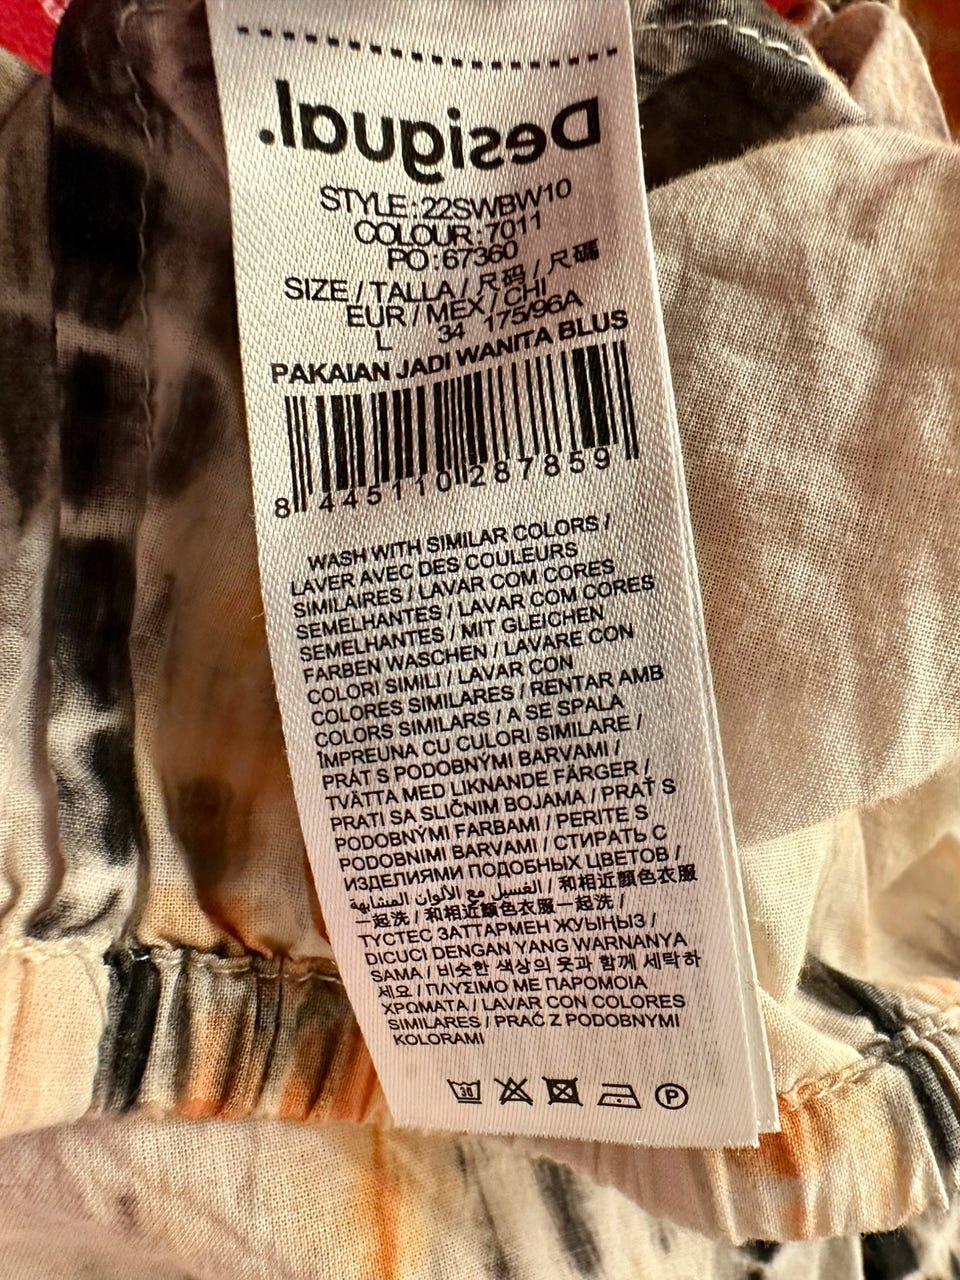 Desigual.
STYLE:22SWBW10
COLOUR:7011
PO:67360
SIZE / TALLA / 尺码 / 尺碼
EUR / MEX / CHI
L 34 175/96A
PAKAIAN JADI WANITA BLUS
8 445110 287859
WASH WITH SIMILAR COLORS /
LAVER AVEC DES COULEURS
SIMILAIRES / LAVAR COM CORES
SEMELHANTES / LAVAR COM CORES
SEMELHANTES / MIT GLEICHEN
FARBEN WASCHEN / LAVARE CON
COLORI SIMILI / LAVAR CON
COLORES SIMILARES / RENTAR AMB
COLORS SIMILARS / A SE SPALA
ÎMPREUNA CU CULORI SIMILARE /
PRÁT S PODOBNÝMI BARVAMI /
TVÄTTA MED LIKNANDE FÄRGER /
PRATI SA SLIČNIM BOJAMA / PRAŤ S
PODOBNÝMI FARBAMI / PERITE S
PODOBNIMI BARVAMI / СТИРАТЬ С
ИЗДЕЛИЯМИ ПОДОБНЫХ ЦВЕТОВ /
الغسيل مع الألوان المشابهة / 和相近顏色衣服
一起洗 / 和相近颜色衣服一起洗 /
ТҮСТЕС ЗАТТАРМЕН ЖУЫҢЫЗ /
DICUCI DENGAN YANG WARNANYA
SAMA / 비슷한 색상의 옷과 함께 세탁하
세요 / ΠΛΥΣΙΜΟ ΜΕ ΠΑΡΟΜΟΙΑ
ΧΡΩΜΑΤΑ / LAVAR CON COLORES
SIMILARES / PRAĆ Z PODOBNYMI
KOLORAMI
30 P